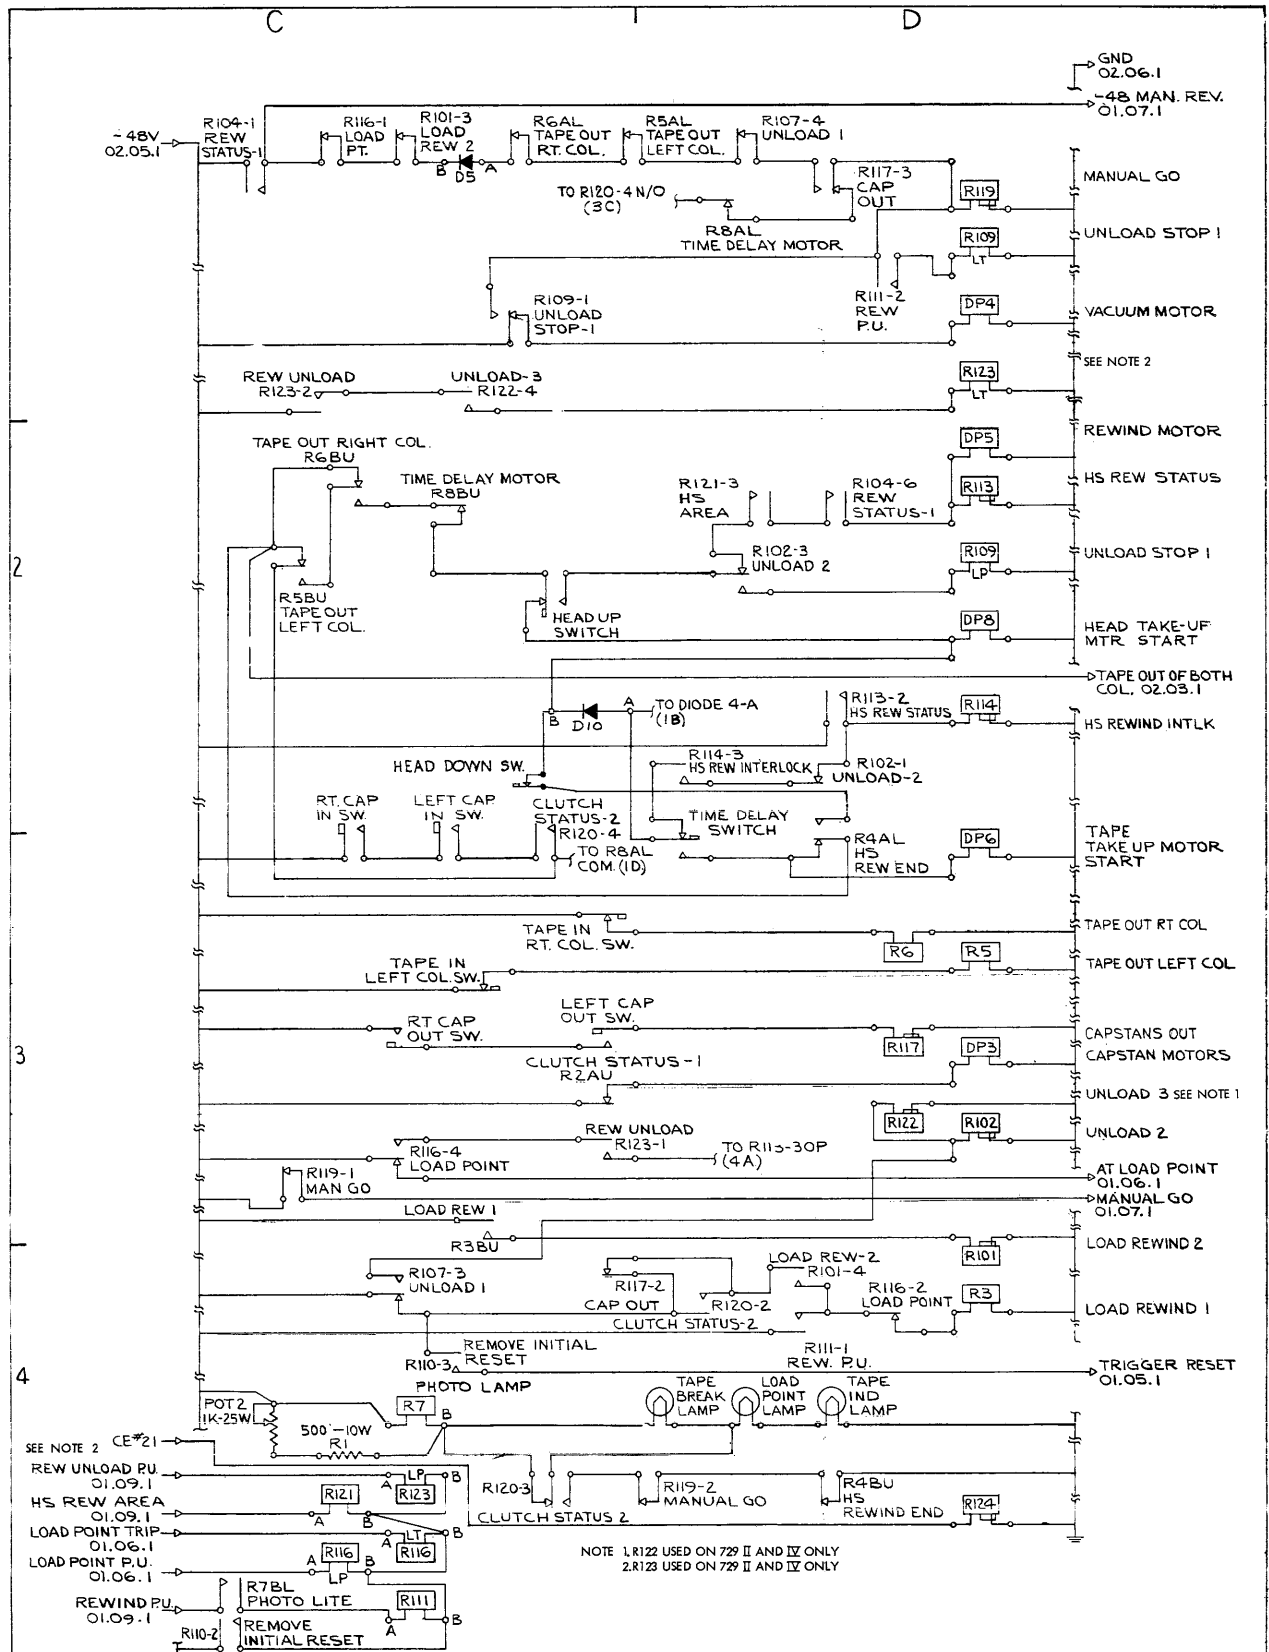 C
D
GND
02.06.1
-48 MAN. REV.
01.07.1
-48V
02.05.1
R104-1
REW
STATUS-1
R116-1
LOAD
PT.
R101-3
LOAD
REW 2
B
D5
A
R6AL
TAPE OUT
RT. COL.
R5AL
TAPE OUT
LEFT COL.
R107-4
UNLOAD 1
R117-3
CAP
OUT
TO R120-4 N/O
(3C)
R8AL
TIME DELAY MOTOR
R119
MANUAL GO
R109
LT
UNLOAD STOP 1
R109-1
UNLOAD
STOP-1
R111-2
REW
P.U.
DP4
VACUUM MOTOR
SEE NOTE 2
REW UNLOAD
R123-2
UNLOAD-3
R122-4
R123
LT
TAPE OUT RIGHT COL.
R6BU
TIME DELAY MOTOR
R8BU
R121-3
HS
AREA
R104-6
REW
STATUS-1
DP5
REWIND MOTOR
R113
HS REW STATUS
2
R5BU
TAPE OUT
LEFT COL.
R102-3
UNLOAD 2
R109
LP
UNLOAD STOP 1
HEAD UP
SWITCH
DP8
HEAD TAKE-UP
MTR START
TAPE OUT OF BOTH
COL. 02.03.1
B
D10
A
TO DIODE 4-A
(1B)
R113-2
HS REW STATUS
R114
HS REWIND INTLK
HEAD DOWN SW.
R114-3
HS REW INTERLOCK
R102-1
UNLOAD-2
RT. CAP
IN SW.
LEFT CAP
IN SW.
CLUTCH
STATUS-2
R120-4
TO R8AL
COM. (1D)
TIME DELAY
SWITCH
R4AL
HS
REW END
DP6
TAPE
TAKE UP MOTOR
START
TAPE IN
RT. COL. SW.
R6
TAPE OUT RT COL
TAPE IN
LEFT COL SW.
R5
TAPE OUT LEFT COL
3
RT CAP
OUT SW.
LEFT CAP
OUT SW.
R117
CAPSTANS OUT
DP3
CAPSTAN MOTORS
CLUTCH STATUS-1
R2AU
R122
UNLOAD 3 SEE NOTE 1
R102
UNLOAD 2
R116-4
LOAD POINT
REW UNLOAD
R123-1
TO R113-3OP
(4A)
AT LOAD POINT
01.06.1
R119-1
MAN GO
MANUAL GO
01.07.1
LOAD REW 1
R3BU
R101
LOAD REWIND 2
R107-3
UNLOAD 1
R117-2
CAP OUT
R120-2
CLUTCH STATUS-2
LOAD REW-2
R101-4
R116-2
LOAD POINT
R3
LOAD REWIND 1
4
REMOVE INITIAL
RESET
R110-3
R111-1
REW. P.U.
TRIGGER RESET
01.05.1
PHOTO LAMP
R7
B
TAPE
BREAK
LAMP
LOAD
POINT
LAMP
TAPE
IND
LAMP
POT 2
1K-25W
500~-10W
R1
SEE NOTE 2 CE#21
REW UNLOAD P.U.
01.09.1
A
LP
R123
B
R120-3
CLUTCH STATUS 2
R119-2
MANUAL GO
R4BU
HS
REWIND END
R124
HS REW AREA
01.09.1
R121
A
B
LOAD POINT TRIP
01.06.1
A
LT
R116
B
LOAD POINT P.U.
01.06.1
A
R116
LP
B
NOTE 1. R122 USED ON 729 II AND IV ONLY
2. R123 USED ON 729 II AND IV ONLY
REWIND P.U.
01.09.1
R7BL
PHOTO LITE
R111
A
B
R110-2
REMOVE
INITIAL RESET